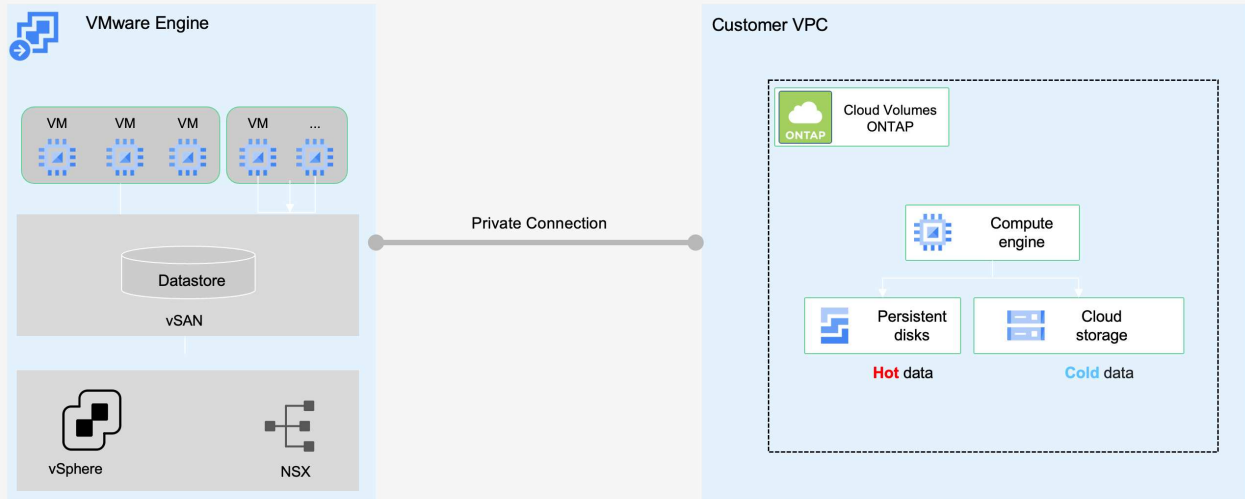 VMware Engine
VM
VM
VM
VM
...
Datastore
vSAN
vSphere
NSX
Private Connection
Customer VPC
ONTAP
Cloud Volumes
ONTAP
Compute
engine
Persistent
disks
Cloud
storage
Hot data
Cold data